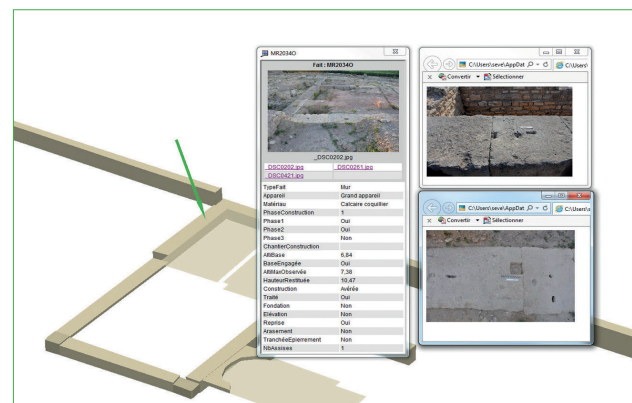 MR2034O
Fait : MR2034O
_DSC0202.jpg
_DSC0202.jpg _DSC0261.jpg
_DSC0421.jpg
TypeFait Mur
Appareil Grand appareil
Matériau Calcaire coquillier
PhaseConstruction 1
Phase1 Oui
Phase2 Oui
Phase3 Non
ChantierConstruction
AltiBase 6,84
BaseEngagée Oui
AltiMaxObservée 7,38
HauteurRestituée 10,47
Construction Avérée
Traité Oui
Fondation Non
Elévation Non
Reprise Oui
Arasement Non
TranchéeEpierrement Non
NbAssises 1
C:\Users\seve\AppDat
C:\Users\se
x Convertir Sélectionner
C:\Users\seve\AppDat
C:\Users\se
x Convertir Sélectionner